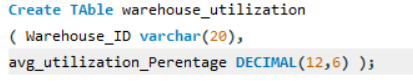 Create TAble warehouse_utilization
( Warehouse_ID varchar(20),
avg_utilization_Perentage DECIMAL(12,6) );